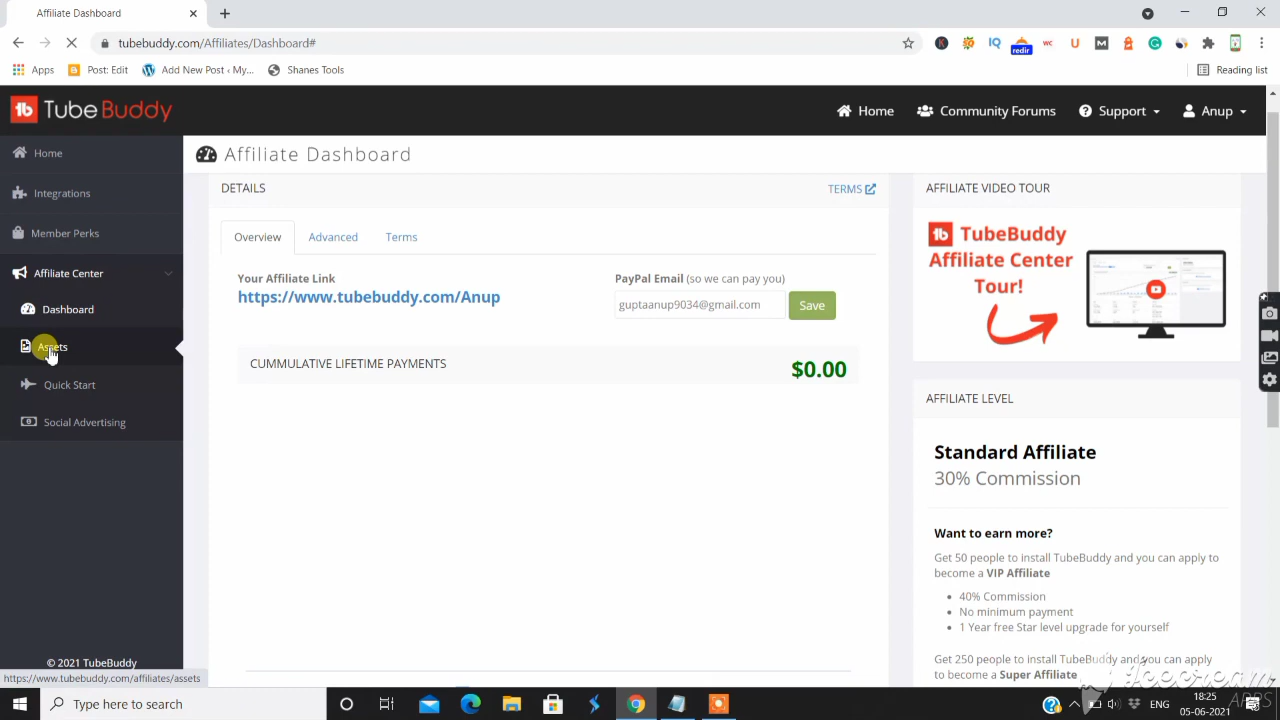 Affiliate Dashboard
tubebuddy.com/Affiliates/Dashboard#
IQ
redir
WC
U
M
Apps
Post: Edit
Add New Post ‹ My...
Shanes Tools
Reading list
TubeBuddy
Home
Community Forums
Support
Anup
Home
Integrations
Member Perks
Affiliate Center
Dashboard
Assets
Quick Start
Social Advertising
© 2021 TubeBuddy
https://www.tubebuddy.com/affiliates/assets
Affiliate Dashboard
DETAILS
TERMS
Overview
Advanced
Terms
Your Affiliate Link
https://www.tubebuddy.com/Anup
PayPal Email (so we can pay you)
guptaanup9034@gmail.com
Save
CUMMULATIVE LIFETIME PAYMENTS
$0.00
AFFILIATE VIDEO TOUR
TubeBuddy
Affiliate Center
Tour!
AFFILIATE LEVEL
Standard Affiliate
30% Commission
Want to earn more?
Get 50 people to install TubeBuddy and you can apply to
become a VIP Affiliate
40% Commission
No minimum payment
1 Year free Star level upgrade for yourself
Get 250 people to install TubeBuddy and you can apply
to become a Super Affiliate
Icecream
APPS
Type here to search
ENG
18:25
05-06-2021